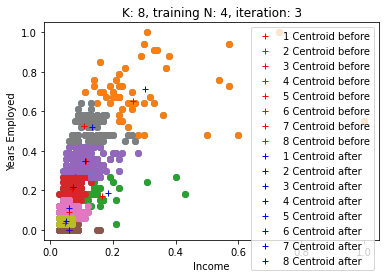 K: 8, training N: 4, iteration: 3
1.0
0.8
0.6
0.4
0.2
0.0
Years Employed
0.0
0.2
0.4
0.6
0.8
1.0
Income
1 Centroid before
2 Centroid before
3 Centroid before
4 Centroid before
5 Centroid before
6 Centroid before
7 Centroid before
8 Centroid before
1 Centroid after
2 Centroid after
3 Centroid after
4 Centroid after
5 Centroid after
6 Centroid after
7 Centroid after
8 Centroid after